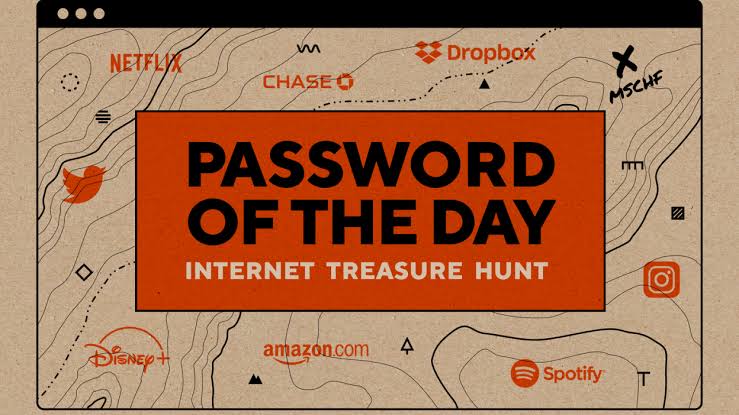 NETFLIX
CHASE
Dropbox
X
MSCHF
PASSWORD
OF THE DAY
INTERNET TREASURE HUNT
Disney+
amazon.com
Spotify
T